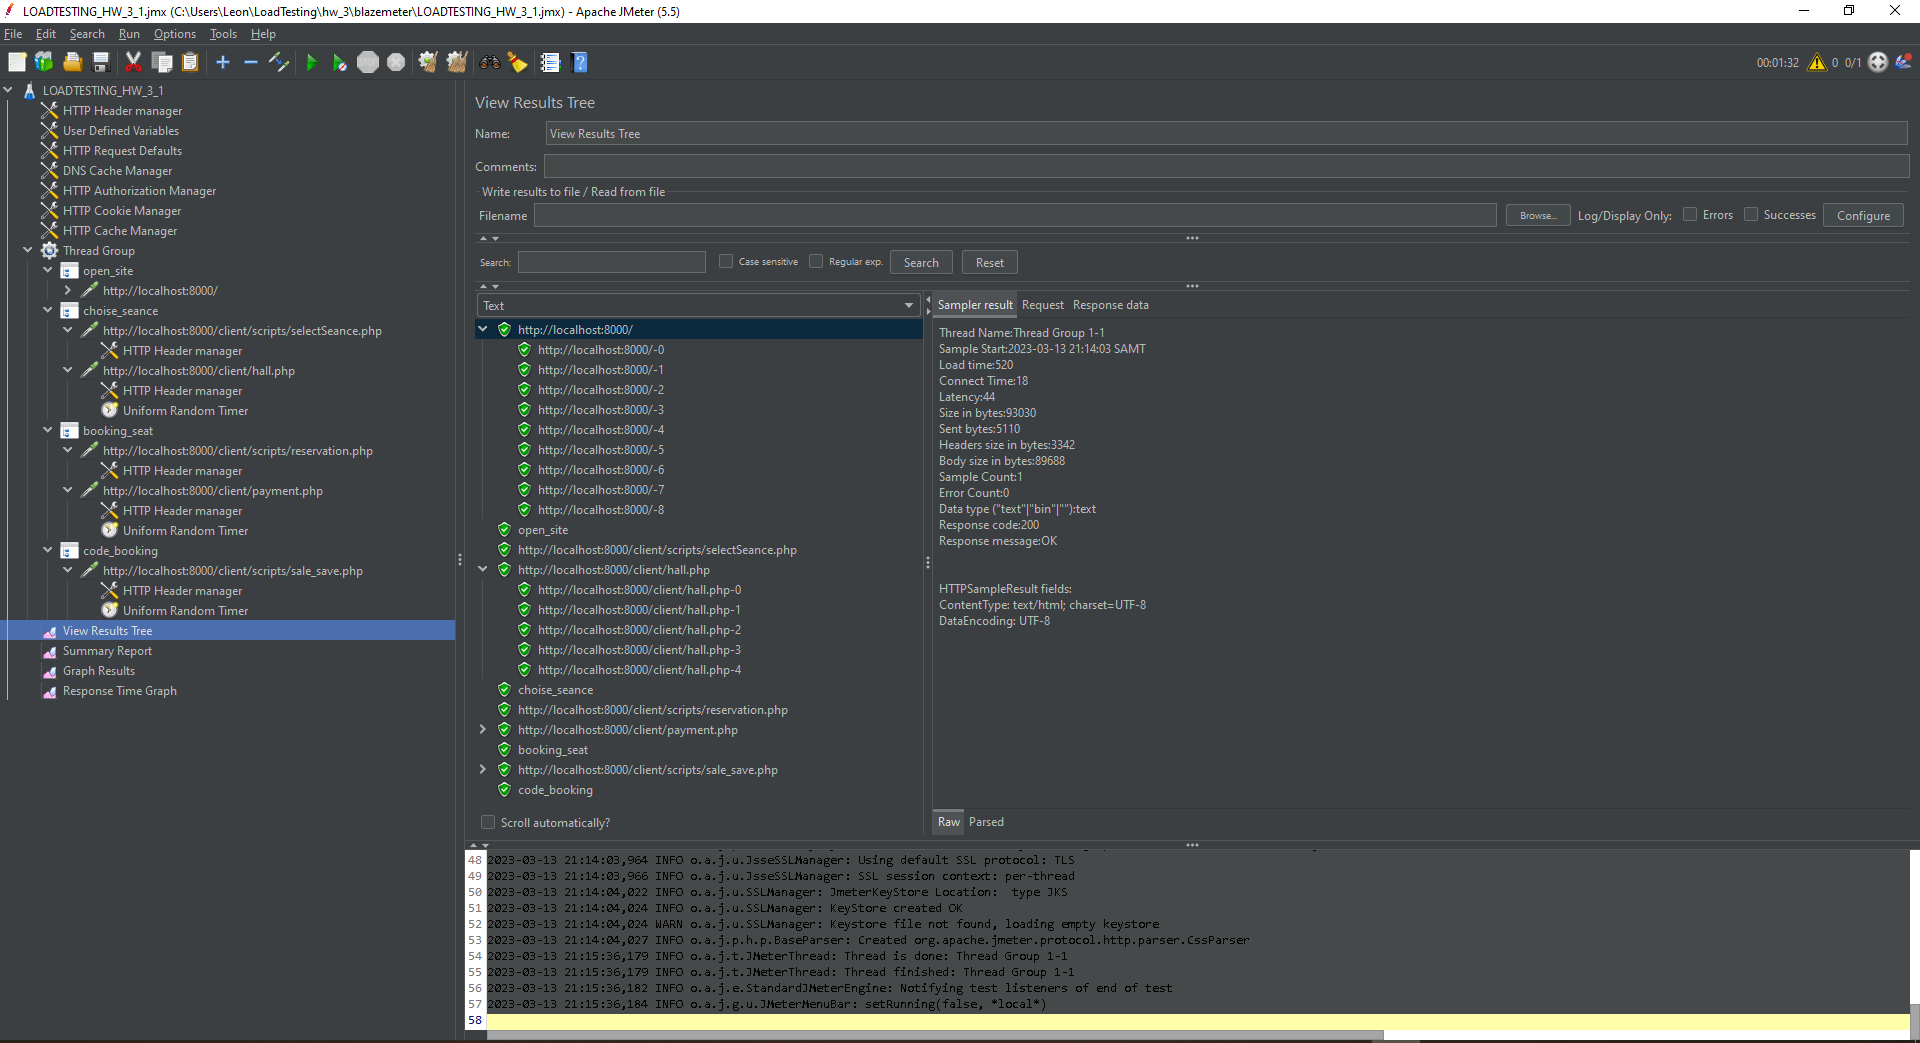 LOADTESTING_HW_3_1.jmx (C:\Users\Leon\LoadTesting\hw_3\blazemeter\LOADTESTING_HW_3_1.jmx) - Apache JMeter (5.5)
File Edit Search Run Options Tools Help
STOP
00:01:32 0 0/1
LOADTESTING_HW_3_1
HTTP Header manager
User Defined Variables
HTTP Request Defaults
DNS Cache Manager
HTTP Authorization Manager
HTTP Cookie Manager
HTTP Cache Manager
Thread Group
open_site
http://localhost:8000/
choise_seance
http://localhost:8000/client/scripts/selectSeance.php
HTTP Header manager
http://localhost:8000/client/hall.php
HTTP Header manager
Uniform Random Timer
booking_seat
http://localhost:8000/client/scripts/reservation.php
HTTP Header manager
http://localhost:8000/client/payment.php
HTTP Header manager
Uniform Random Timer
code_booking
http://localhost:8000/client/scripts/sale_save.php
HTTP Header manager
Uniform Random Timer
View Results Tree
Summary Report
Graph Results
Response Time Graph
View Results Tree
Name: View Results Tree
Comments:
Write results to file / Read from file
Filename Browse... Log/Display Only: Errors Successes Configure
Search: Case sensitive Regular exp. Search Reset
Text
http://localhost:8000/
http://localhost:8000/-0
http://localhost:8000/-1
http://localhost:8000/-2
http://localhost:8000/-3
http://localhost:8000/-4
http://localhost:8000/-5
http://localhost:8000/-6
http://localhost:8000/-7
http://localhost:8000/-8
open_site
http://localhost:8000/client/scripts/selectSeance.php
http://localhost:8000/client/hall.php
http://localhost:8000/client/hall.php-0
http://localhost:8000/client/hall.php-1
http://localhost:8000/client/hall.php-2
http://localhost:8000/client/hall.php-3
http://localhost:8000/client/hall.php-4
choise_seance
http://localhost:8000/client/scripts/reservation.php
http://localhost:8000/client/payment.php
booking_seat
http://localhost:8000/client/scripts/sale_save.php
code_booking
Scroll automatically?
Sampler result Request Response data
Thread Name:Thread Group 1-1
Sample Start:2023-03-13 21:14:03 SAMT
Load time:520
Connect Time:18
Latency:44
Size in bytes:93030
Sent bytes:5110
Headers size in bytes:3342
Body size in bytes:89688
Sample Count:1
Error Count:0
Data type ("text"|"bin"|""):text
Response code:200
Response message:OK
HTTPSampleResult fields:
ContentType: text/html; charset=UTF-8
DataEncoding: UTF-8
Raw Parsed
48 2023-03-13 21:14:03,964 INFO o.a.j.u.JsseSSLManager: Using default SSL protocol: TLS
49 2023-03-13 21:14:03,966 INFO o.a.j.u.JsseSSLManager: SSL session context: per-thread
50 2023-03-13 21:14:04,022 INFO o.a.j.u.SSLManager: JmeterKeyStore Location:  type JKS
51 2023-03-13 21:14:04,024 INFO o.a.j.u.SSLManager: KeyStore created OK
52 2023-03-13 21:14:04,024 WARN o.a.j.u.SSLManager: Keystore file not found, loading empty keystore
53 2023-03-13 21:14:04,027 INFO o.a.j.p.h.p.BaseParser: Created org.apache.jmeter.protocol.http.parser.CssParser
54 2023-03-13 21:15:36,179 INFO o.a.j.t.JMeterThread: Thread is done: Thread Group 1-1
55 2023-03-13 21:15:36,179 INFO o.a.j.t.JMeterThread: Thread finished: Thread Group 1-1
56 2023-03-13 21:15:36,182 INFO o.a.j.e.StandardJMeterEngine: Notifying test listeners of end of test
57 2023-03-13 21:15:36,184 INFO o.a.j.g.u.JMeterMenuBar: setRunning(false, *local*)
58